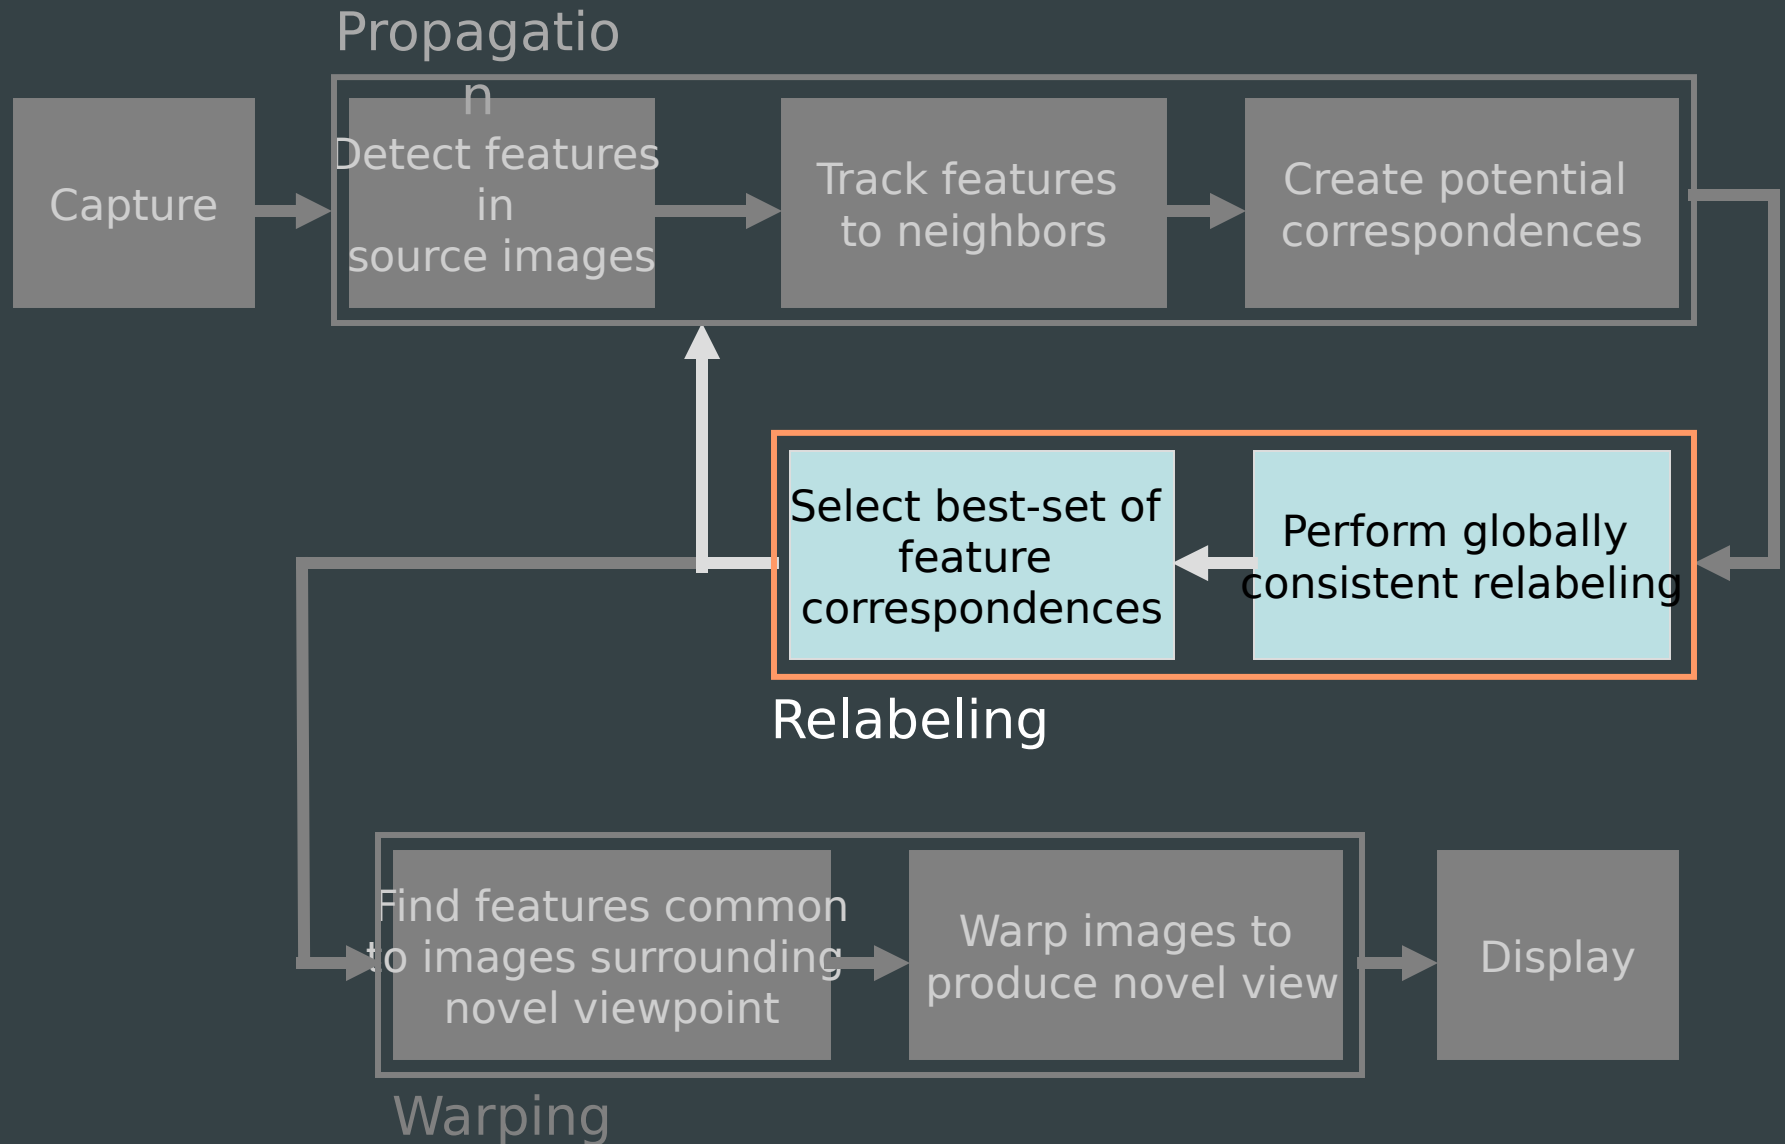 Propagatio
n
Capture
Detect features
in
source images
Track features
to neighbors
Create potential
correspondences
Select best-set of
feature
correspondences
Perform globally
consistent relabeling
Relabeling
Find features common
to images surrounding
novel viewpoint
Warp images to
produce novel view
Display
Warping